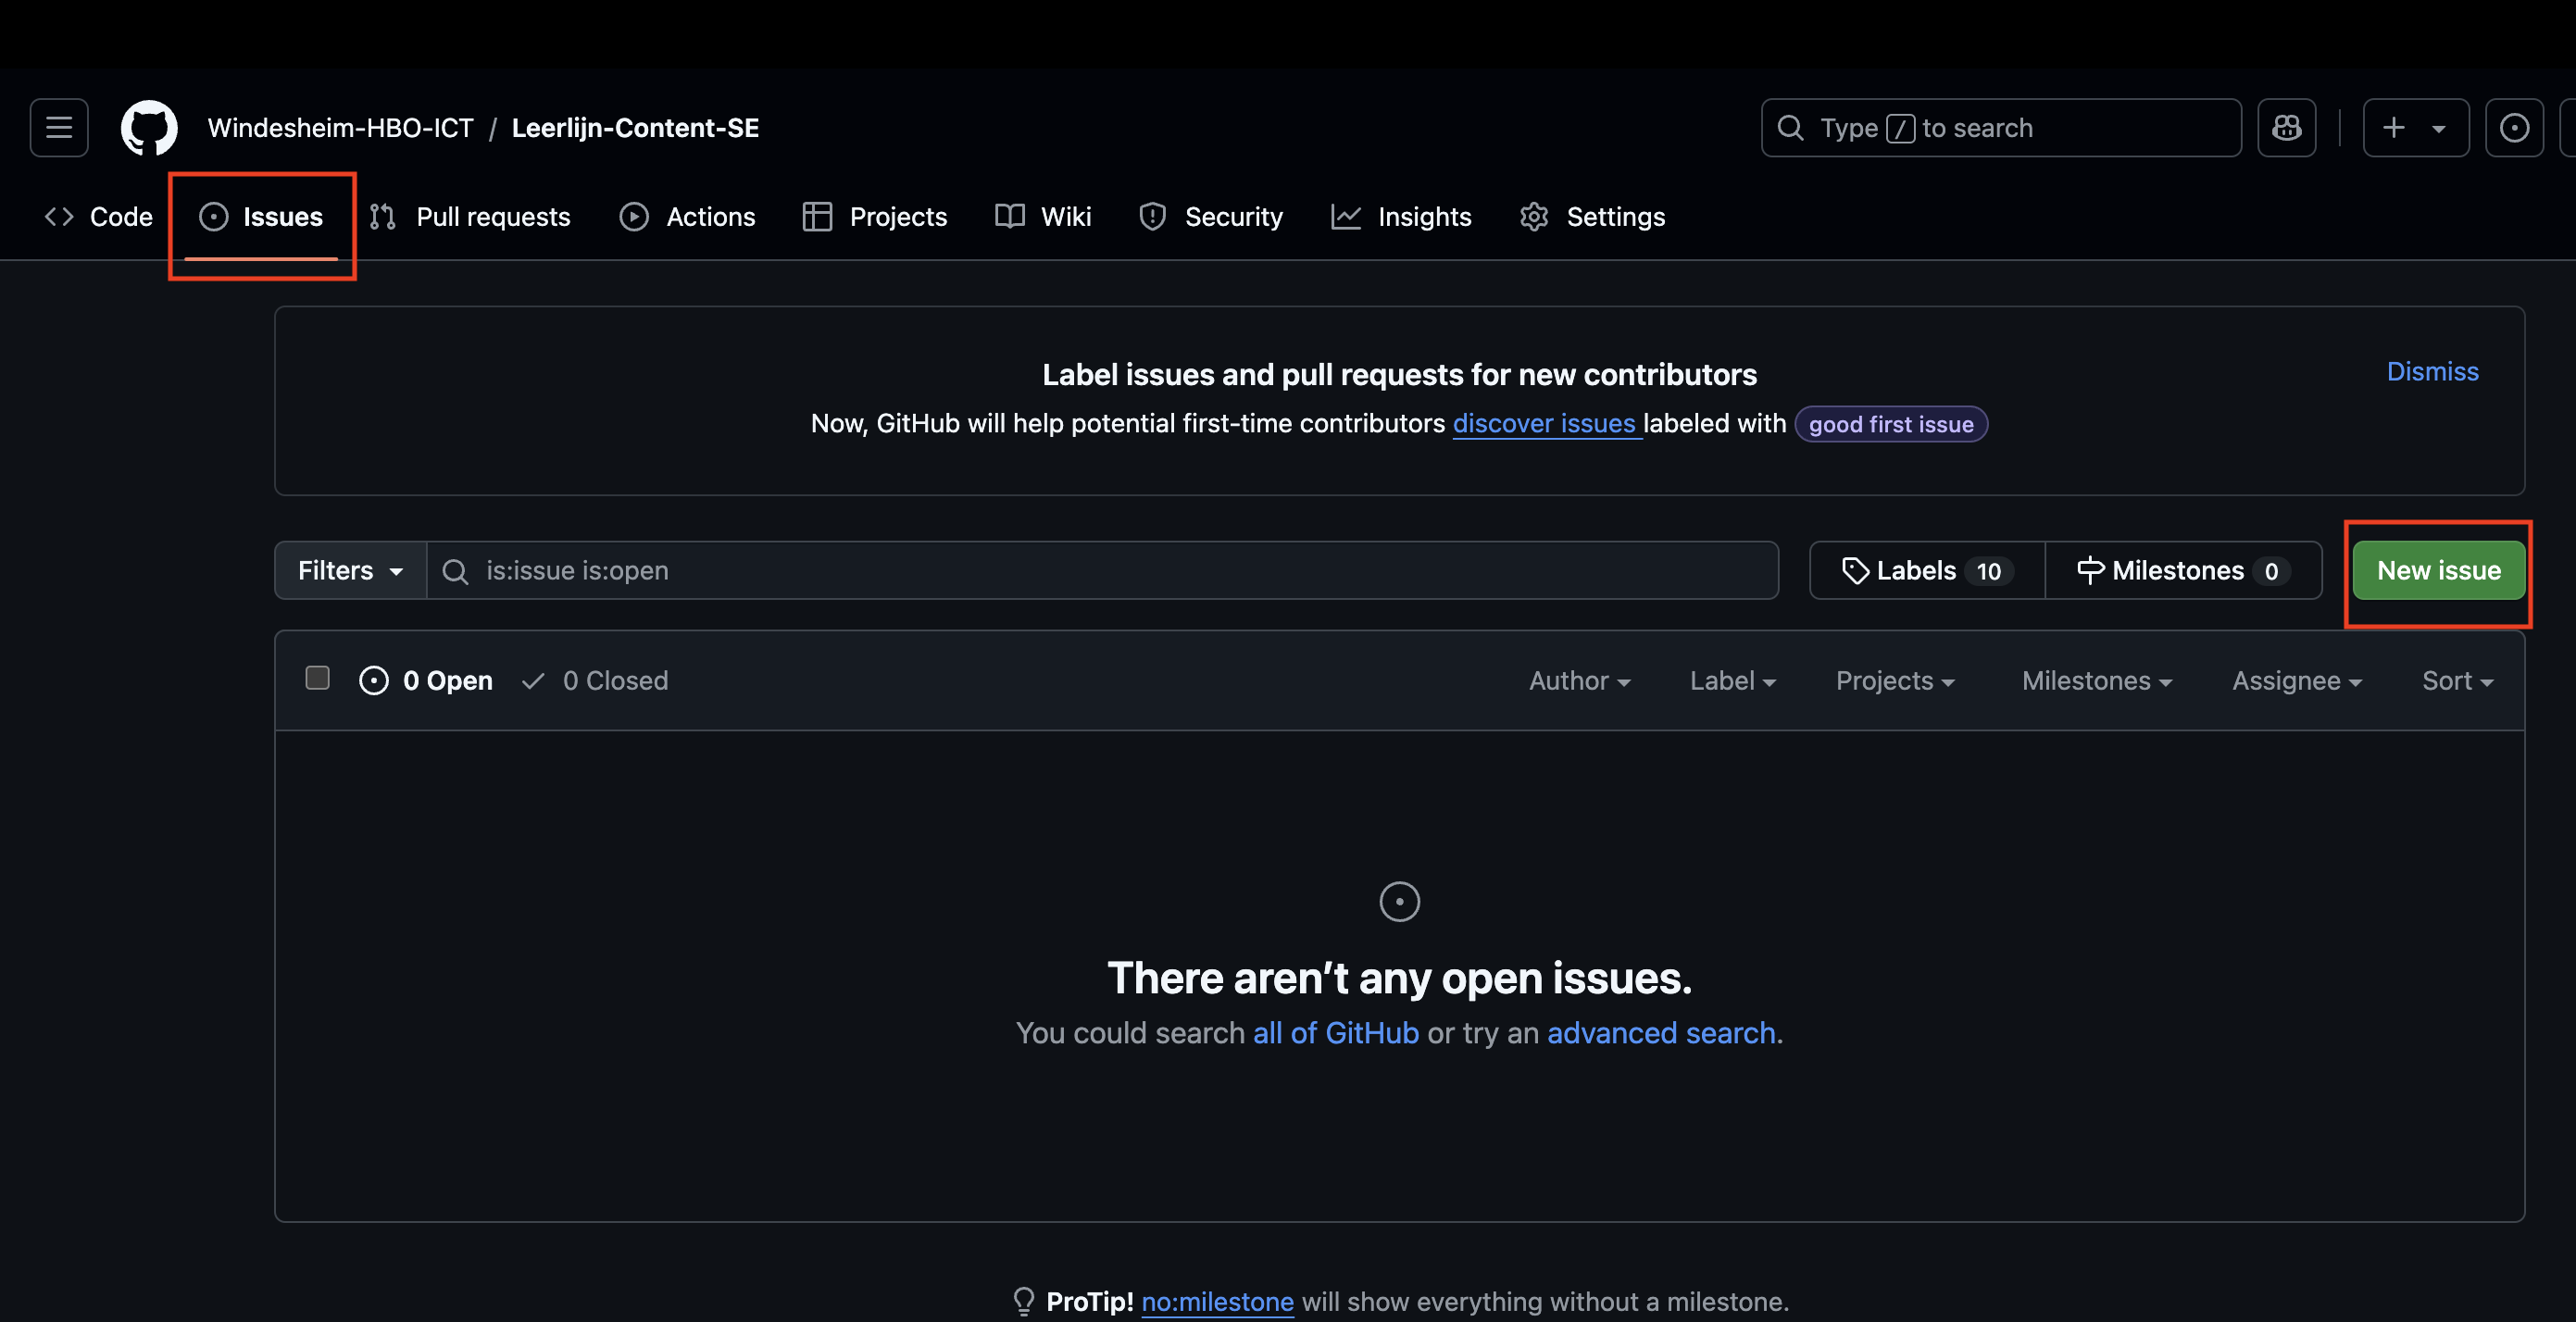 Windesheim-HBO-ICT / Leerlijn-Content-SE
Type / to search
Code Issues Pull requests Actions Projects Wiki Security Insights Settings
Label issues and pull requests for new contributors
Dismiss
Now, GitHub will help potential first-time contributors discover issues labeled with good first issue
Filters is:issue is:open Labels 10 Milestones 0 New issue
0 Open 0 Closed Author Label Projects Milestones Assignee Sort
There aren’t any open issues.
You could search all of GitHub or try an advanced search.
ProTip! no:milestone will show everything without a milestone.